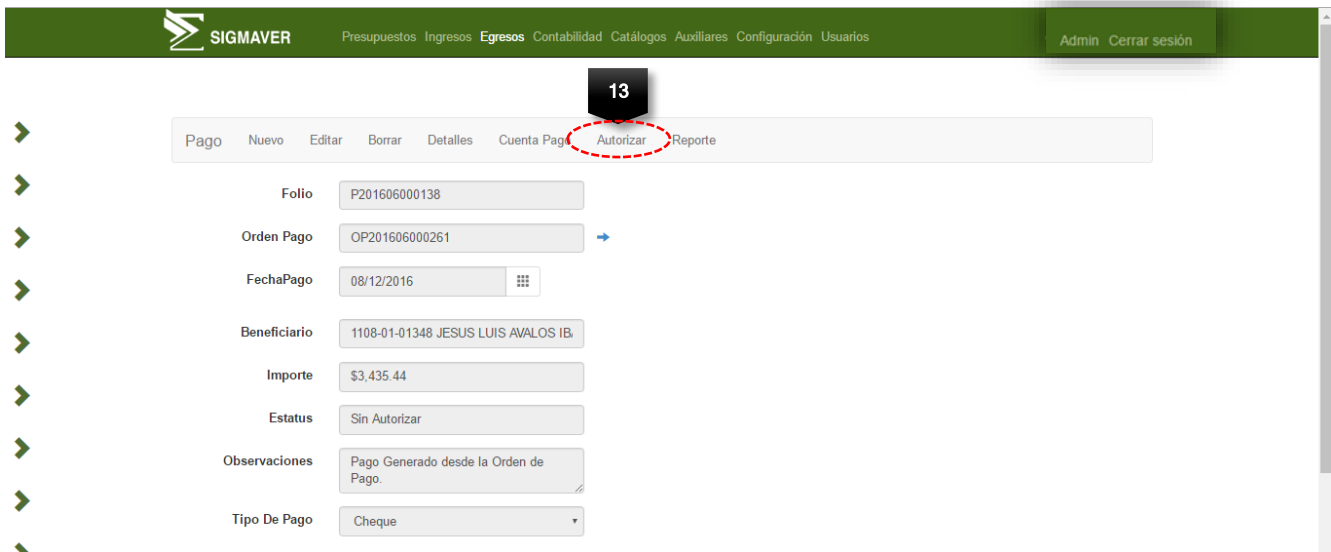 SIGMAVER Presupuestos Ingresos Egresos Contabilidad Catálogos Auxiliares Configuración Usuarios Admin Cerrar sesión
13
Pago Nuevo Editar Borrar Detalles Cuenta Pago Autorizar Reporte
Folio P201606000138
Orden Pago OP201606000261
FechaPago 08/12/2016
Beneficiario 1108-01-01348 JESUS LUIS AVALOS IB
Importe $3,435.44
Estatus Sin Autorizar
Observaciones Pago Generado desde la Orden de
Pago.
Tipo De Pago Cheque